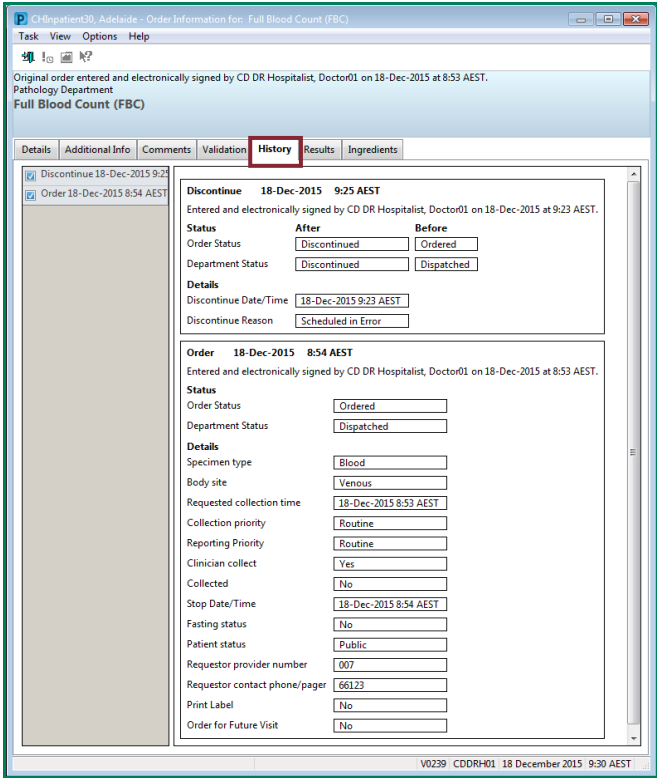 CHInpatient30, Adelaide - Order Information for: Full Blood Count (FBC)
Task View Options Help
Original order entered and electronically signed by CD DR Hospitalist, Doctor01 on 18-Dec-2015 at 8:53 AEST.
Pathology Department
Full Blood Count (FBC)
Details Additional Info Comments Validation History Results Ingredients
Discontinue 18-Dec-2015 9:25
Order 18-Dec-2015 8:54 AEST
Discontinue 18-Dec-2015 9:25 AEST
Entered and electronically signed by CD DR Hospitalist, Doctor01 on 18-Dec-2015 at 9:23 AEST.
Status After Before
Order Status Discontinued Ordered
Department Status Discontinued Dispatched
Details
Discontinue Date/Time 18-Dec-2015 9:23 AEST
Discontinue Reason Scheduled in Error
Order 18-Dec-2015 8:54 AEST
Entered and electronically signed by CD DR Hospitalist, Doctor01 on 18-Dec-2015 at 8:53 AEST.
Status
Order Status Ordered
Department Status Dispatched
Details
Specimen type Blood
Body site Venous
Requested collection time 18-Dec-2015 8:53 AEST
Collection priority Routine
Reporting Priority Routine
Clinician collect Yes
Collected No
Stop Date/Time 18-Dec-2015 8:54 AEST
Fasting status No
Patient status Public
Requestor provider number 007
Requestor contact phone/pager 66123
Print Label No
Order for Future Visit No
V0239 CDDRH01 18 December 2015 9:30 AEST